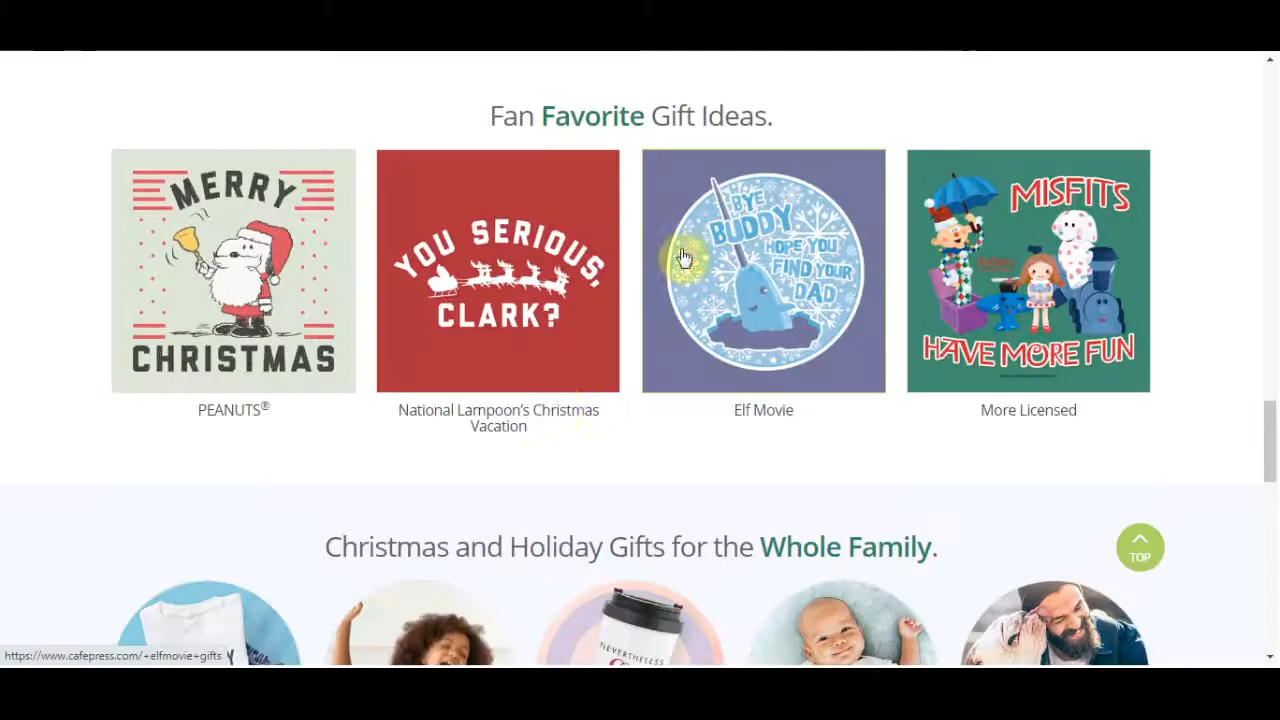 Fan Favorite Gift Ideas.
MERRY
CHRISTMAS
YOU SERIOUS,
CLARK?
BYE
BUDDY
HOPE YOU
FIND YOUR
DAD
MISFITS
HAVE MORE FUN
PEANUTS®
National Lampoon's Christmas
Vacation
Elf Movie
More Licensed
Christmas and Holiday Gifts for the Whole Family.
TOP
NEVERTHELESS
https://www.cafepress.com/+elfmovie+gifts